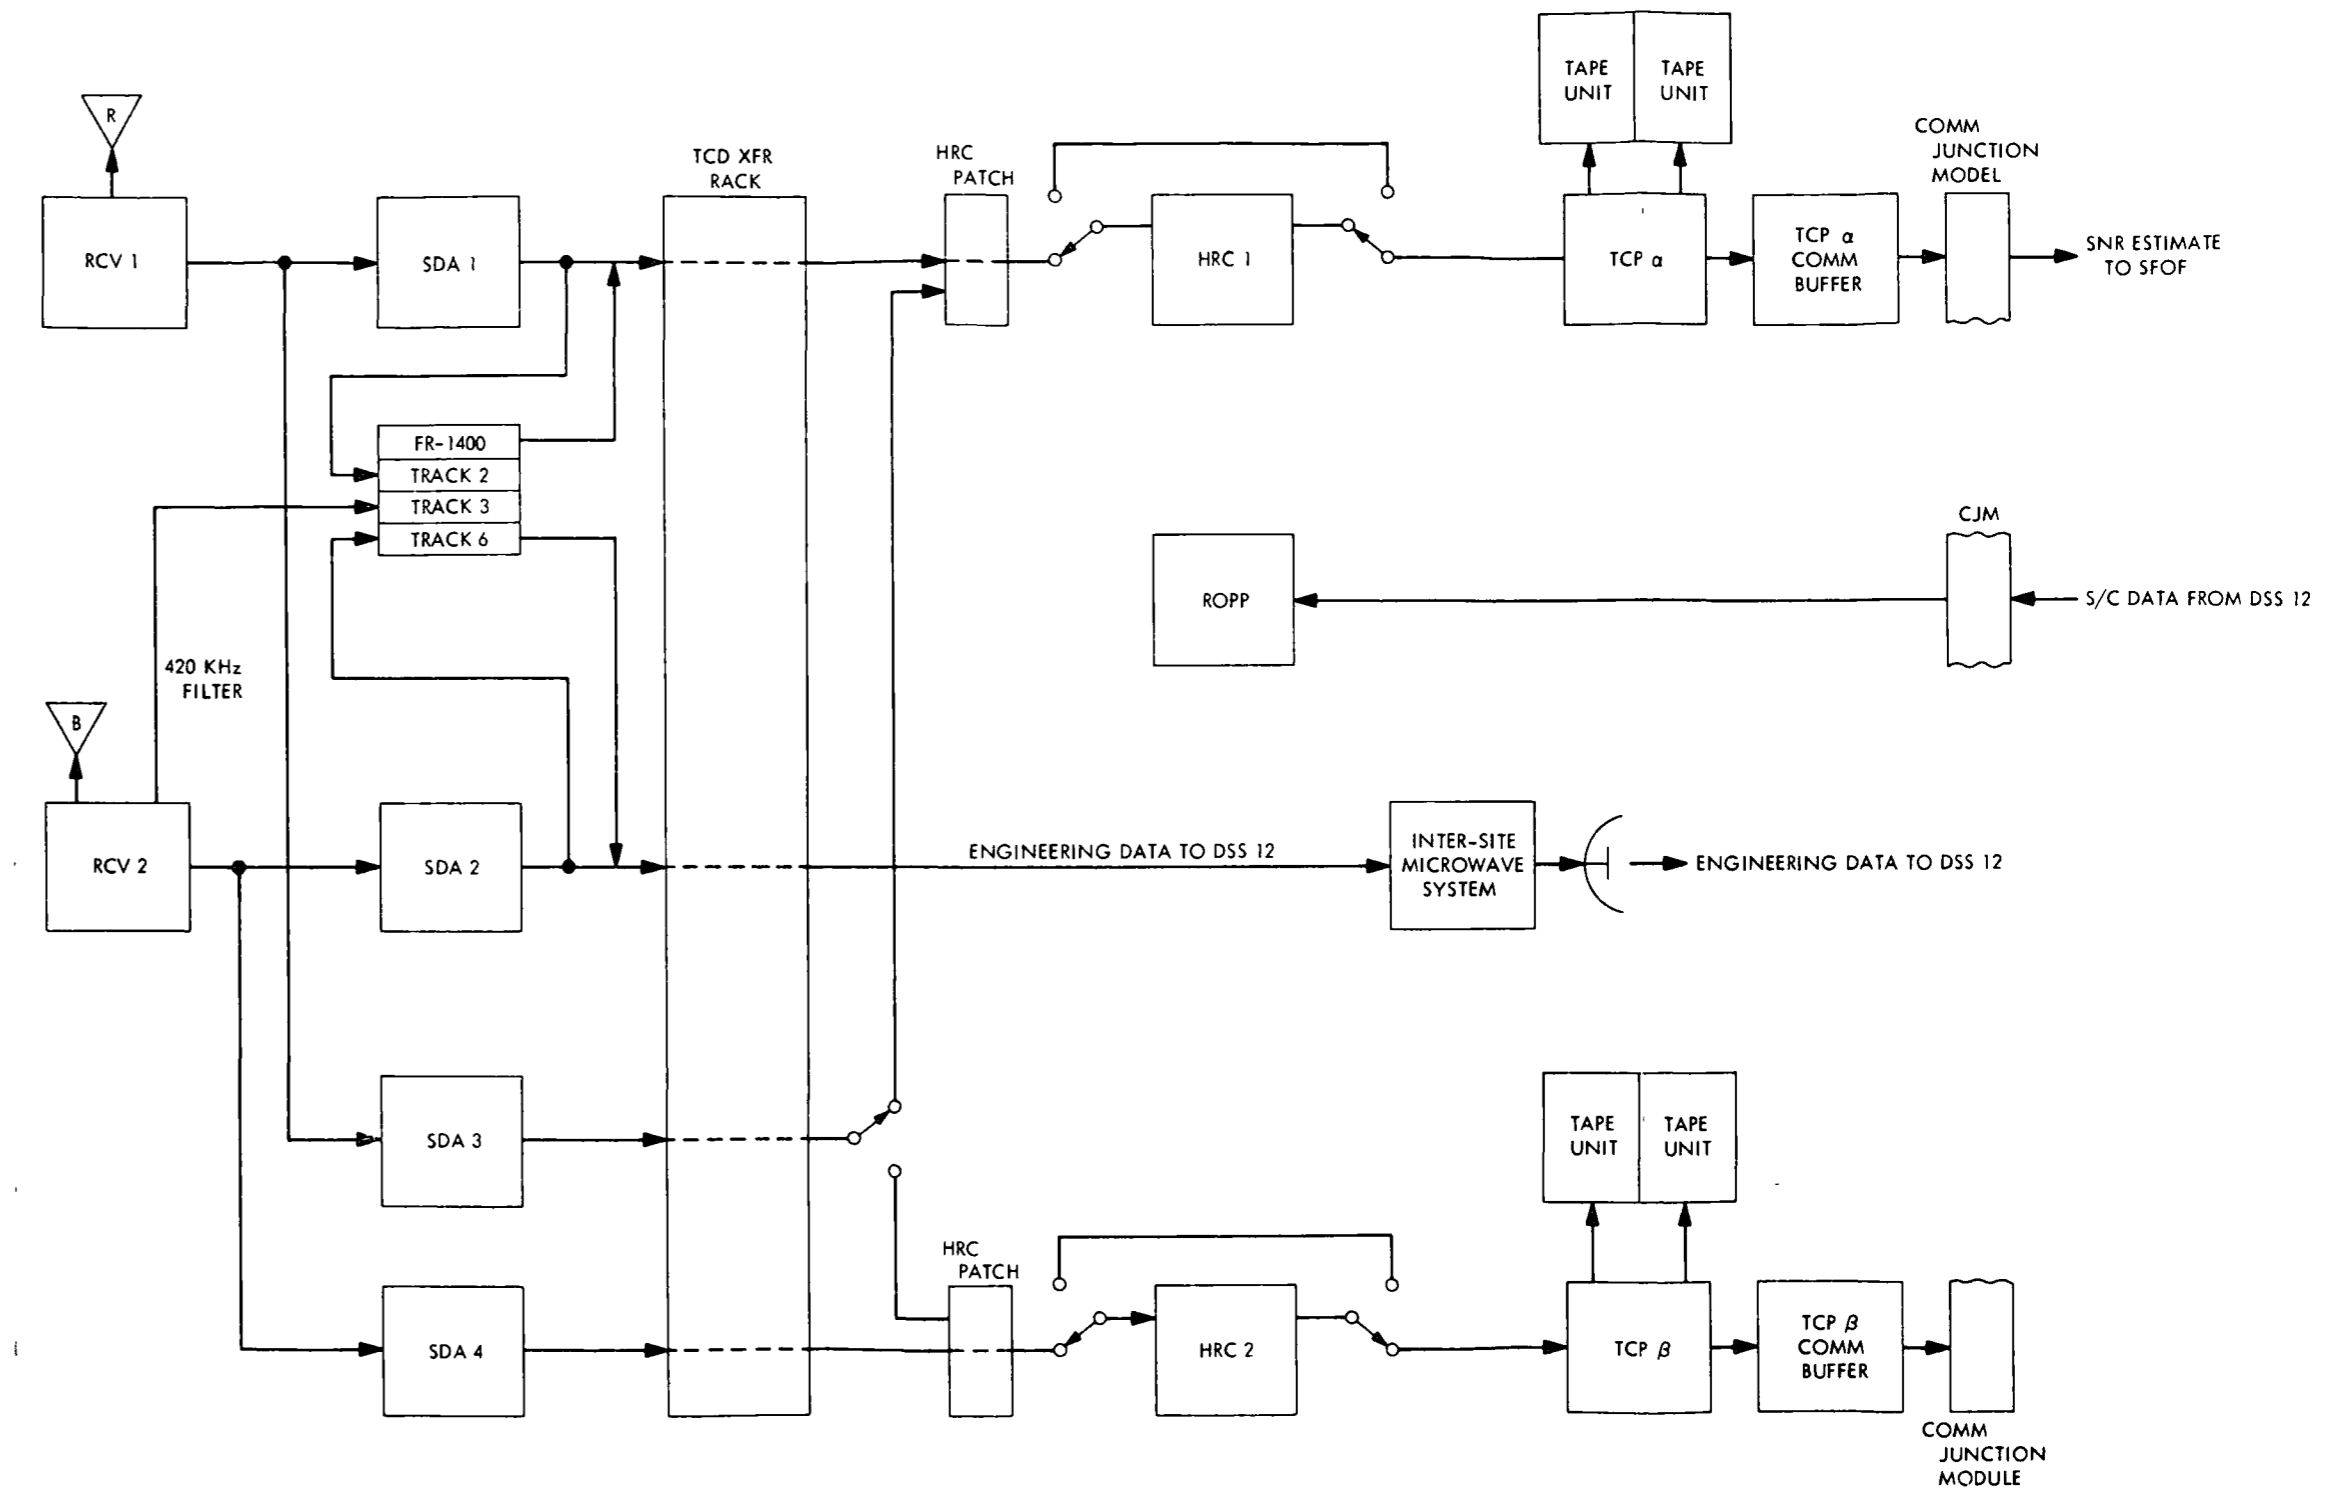 TAPE
UNIT
TAPE
UNIT
R
COMM
JUNCTION
MODEL
TCD XFR
RACK
HRC
PATCH
RCV 1
SDA 1
HRC 1
TCP α
TCP α
COMM
BUFFER
SNR ESTIMATE
TO SFOF
FR-1400
TRACK 2
TRACK 3
TRACK 6
CJM
ROPP
S/C DATA FROM DSS 12
420 KHz
FILTER
B
RCV 2
SDA 2
ENGINEERING DATA TO DSS 12
INTER-SITE
MICROWAVE
SYSTEM
ENGINEERING DATA TO DSS 12
SDA 3
TAPE
UNIT
TAPE
UNIT
HRC
PATCH
SDA 4
HRC 2
TCP β
TCP β
COMM
BUFFER
COMM
JUNCTION
MODULE